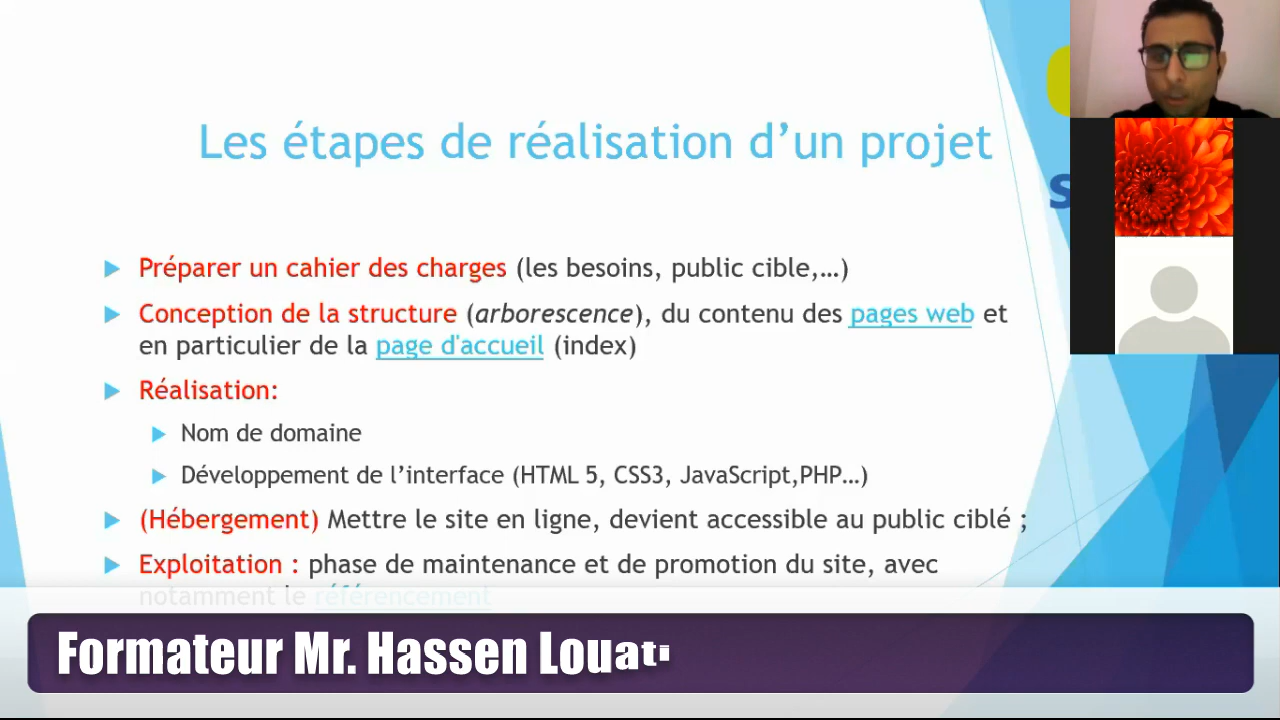 Les étapes de réalisation d’un projet
Préparer un cahier des charges (les besoins, public cible,…)
Conception de la structure (arborescence), du contenu des pages web et
en particulier de la page d'accueil (index)
Réalisation:
Nom de domaine
Développement de l’interface (HTML 5, CSS3, JavaScript,PHP…)
(Hébergement) Mettre le site en ligne, devient accessible au public ciblé ;
Exploitation : phase de maintenance et de promotion du site, avec
notamment le référencement
Formateur Mr. Hassen Louati